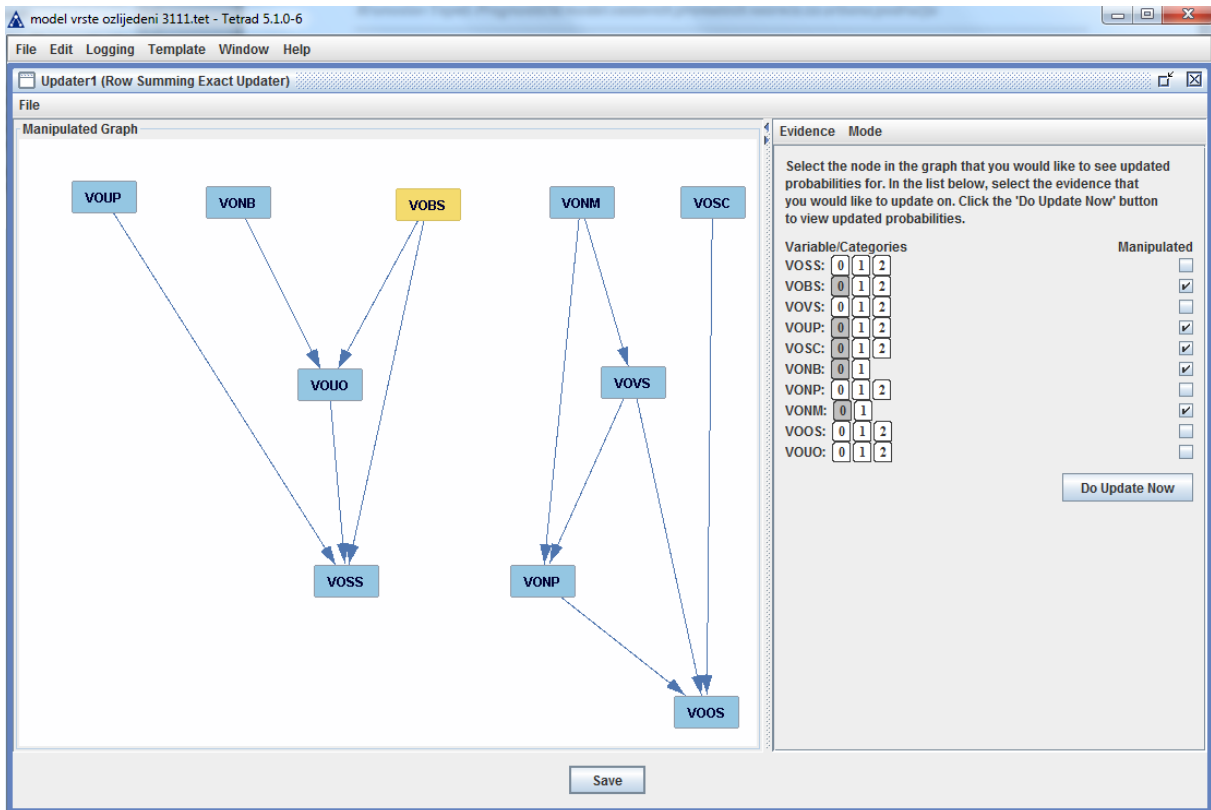 model vrste ozlijedeni 3111.tet - Tetrad 5.1.0-6
File Edit Logging Template Window Help
Updater1 (Row Summing Exact Updater)
File
Manipulated Graph
VOUP
VONB
VOBS
VONM
VOSC
VOUO
VOVS
VOSS
VONP
VOOS
Evidence Mode
Select the node in the graph that you would like to see updated
probabilities for. In the list below, select the evidence that
you would like to update on. Click the 'Do Update Now' button
to view updated probabilities.
Variable/Categories Manipulated
VOSS: 0 1 2
VOBS: 0 1 2
VOVS: 0 1 2
VOUP: 0 1 2
VOSC: 0 1 2
VONB: 0 1
VONP: 0 1 2
VONM: 0 1
VOOS: 0 1 2
VOUO: 0 1 2
Do Update Now
Save